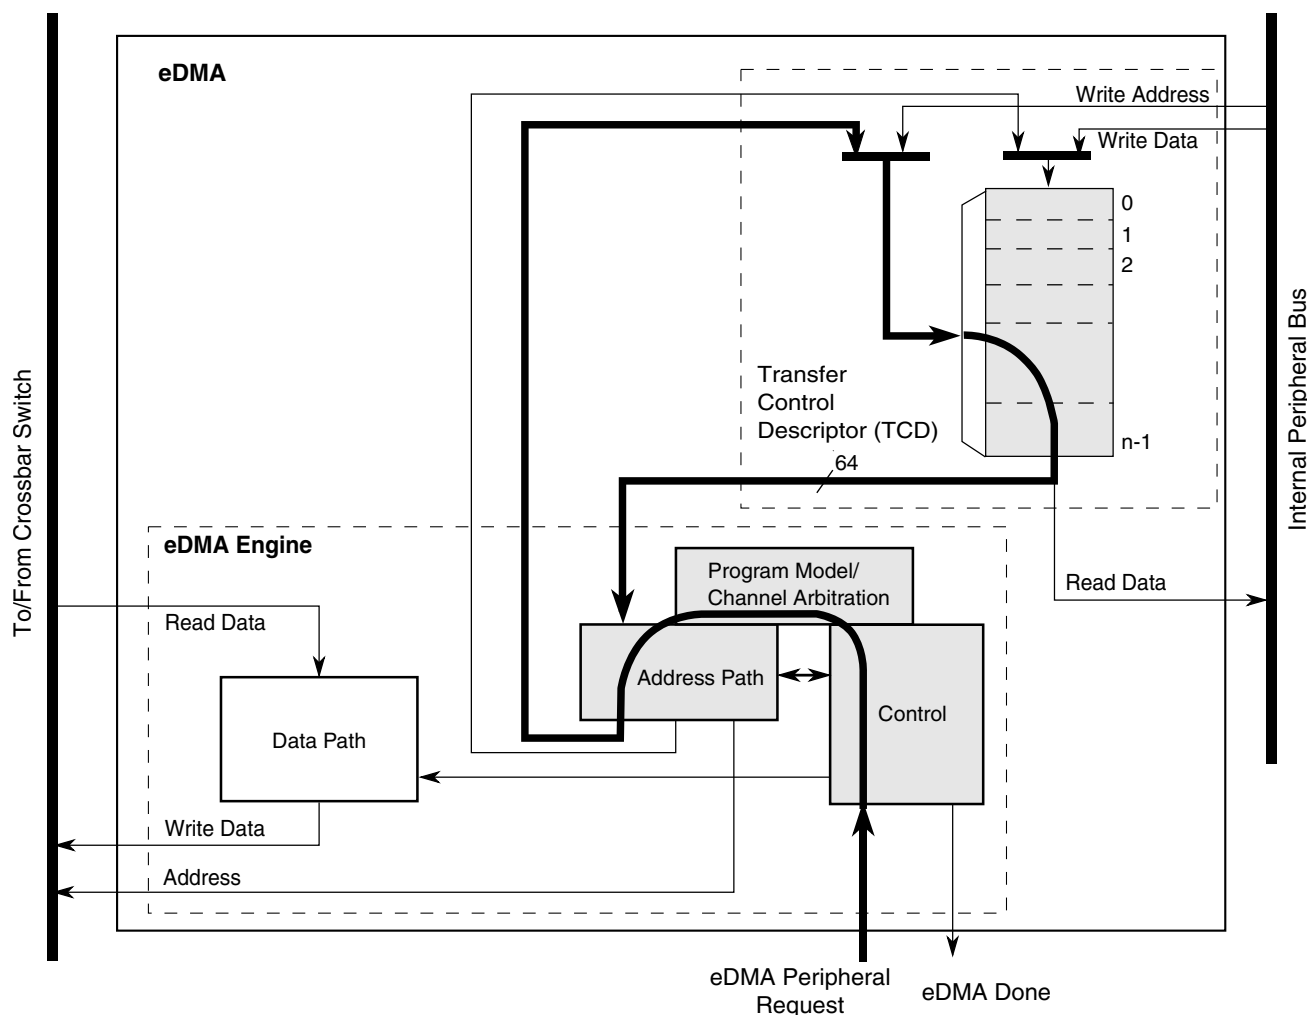 eDMA
Write Address
Write Data
0
1
2
Transfer
Control
Descriptor (TCD)
n-1
64
To/From Crossbar Switch
Internal Peripheral Bus
eDMA Engine
Program Model/
Channel Arbitration
Read Data
Read Data
Address Path
Control
Data Path
Write Data
Address
eDMA Peripheral
Request
eDMA Done